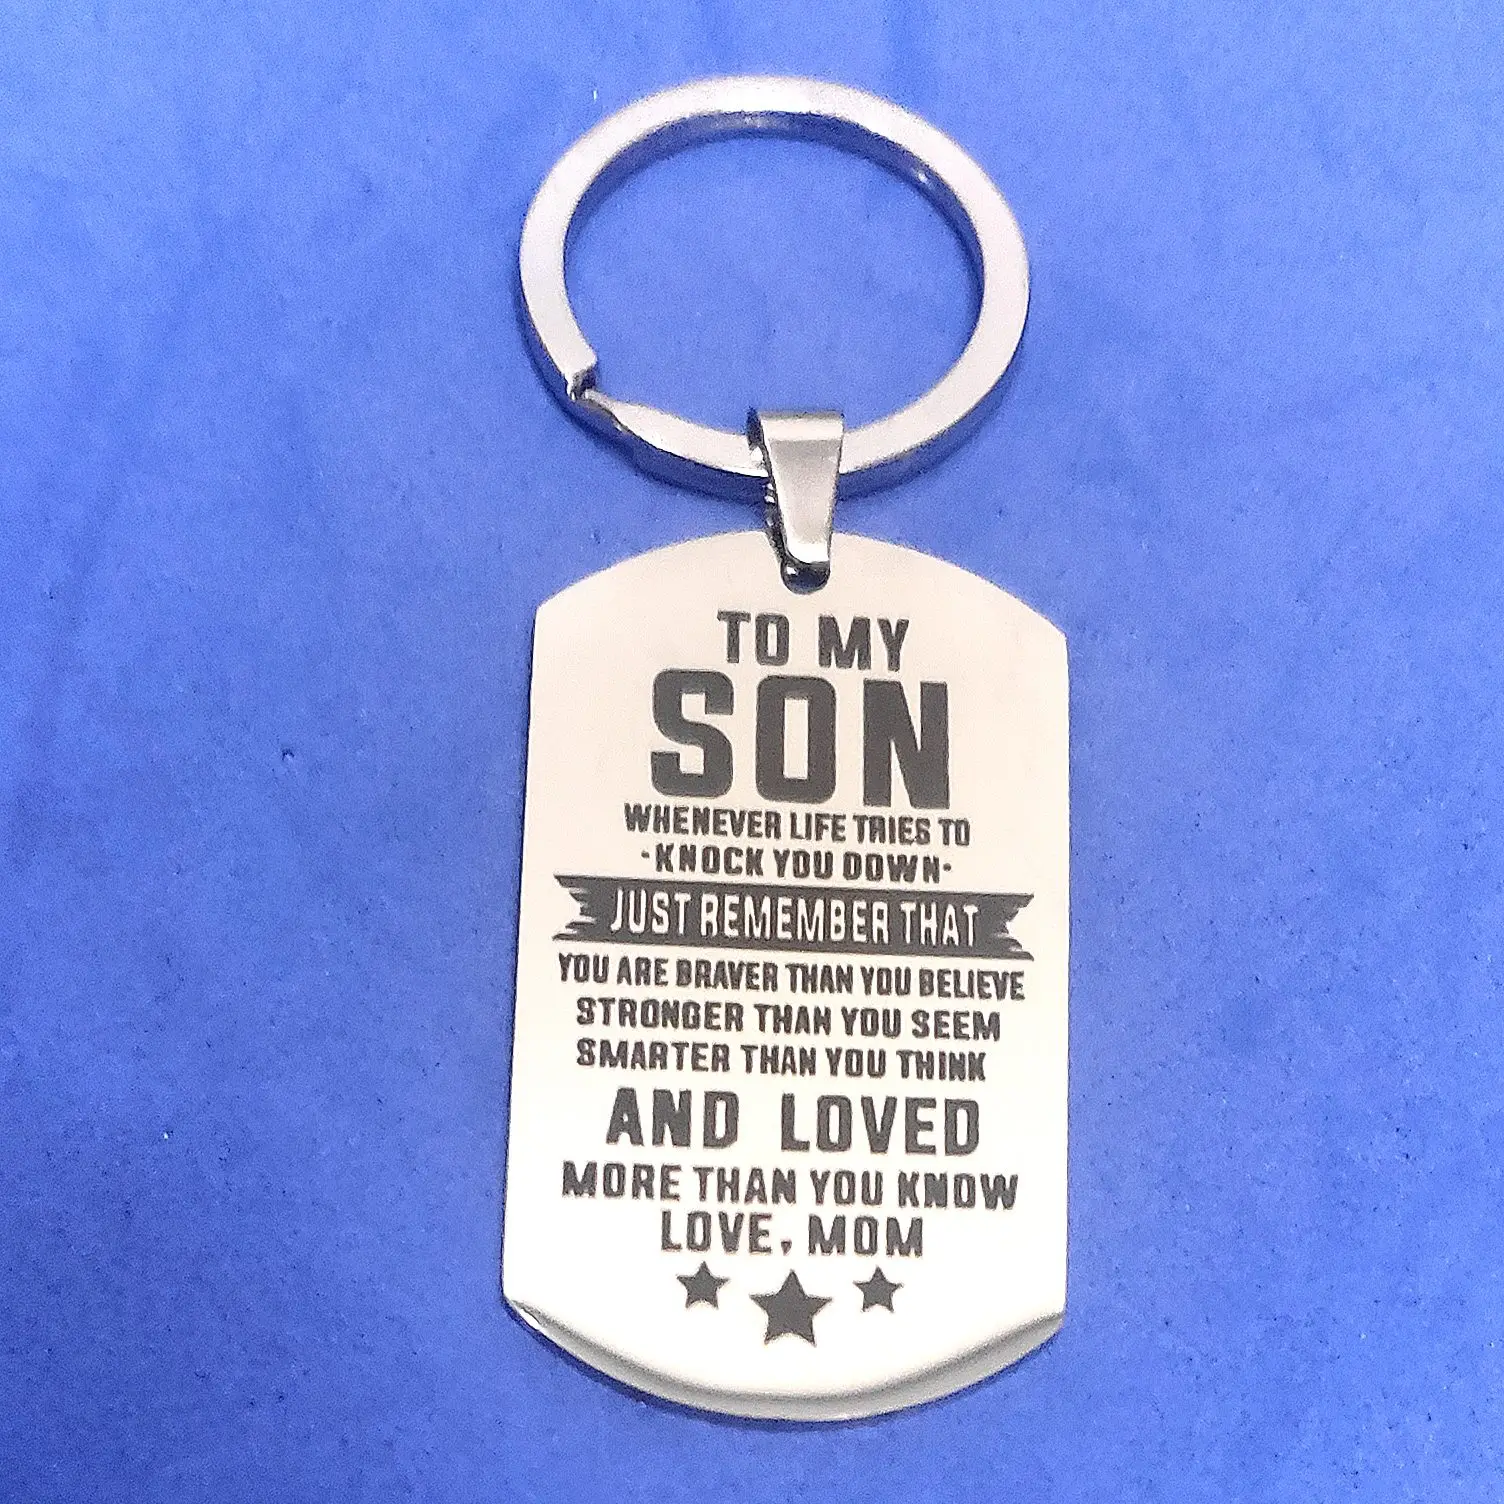 TO MY
SON
WHENEVER LIFE TRIES TO
·KNOCK YOU DOWN·
JUST REMEMBER THAT
YOU ARE BRAVER THAN YOU BELIEVE
STRONGER THAN YOU SEEM
SMARTER THAN YOU THINK
AND LOVED
MORE THAN YOU KNOW
LOVE, MOM